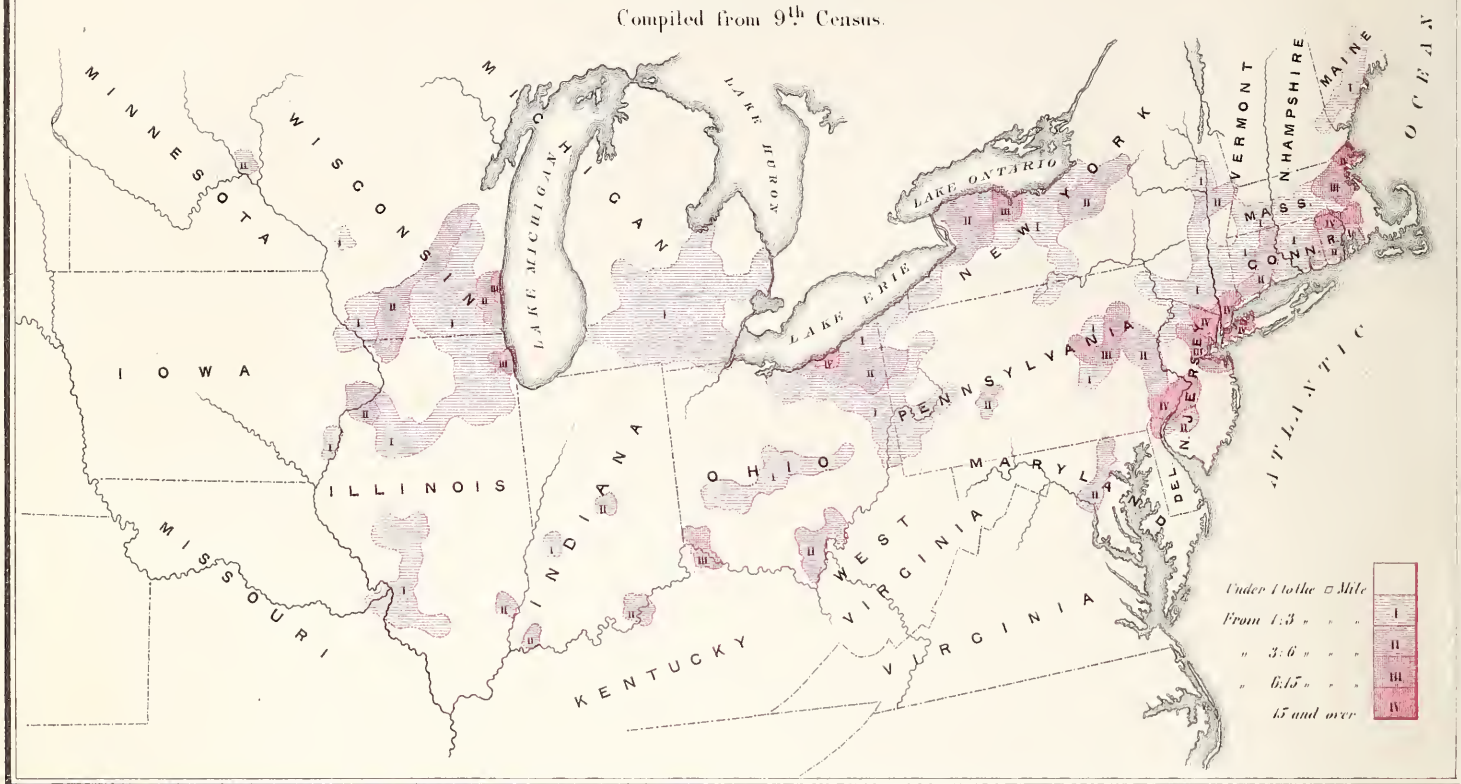 Compiled from 9th Census.
MINNESOTA
WISCONSIN
MICHIGAN
LAKE MICHIGAN
LAKE HURON
LAKE ONTARIO
LAKE ERIE
NEW YORK
VERMONT
N.HAMPSHIRE
MAINE
OCEAN
MASS
CONN
R I
IOWA
ILLINOIS
INDIANA
OHIO
PENNSYLVANIA
N. JERSEY
MARYLAND
DEL
ATLANTIC
MISSOURI
KENTUCKY
WEST
VIRGINIA
VIRGINIA
Under 1 to the □ Mile
From 1:3 " " "
I
" 3:6 " " "
II
" 6:15 " " "
III
15 and over
IV